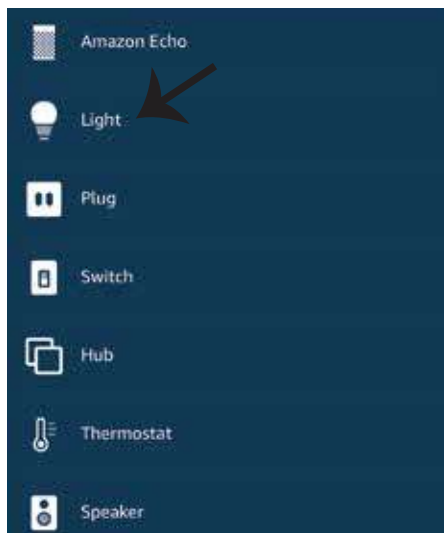 Amazon Echo
Light
Plug
Switch
Hub
Thermostat
Speaker